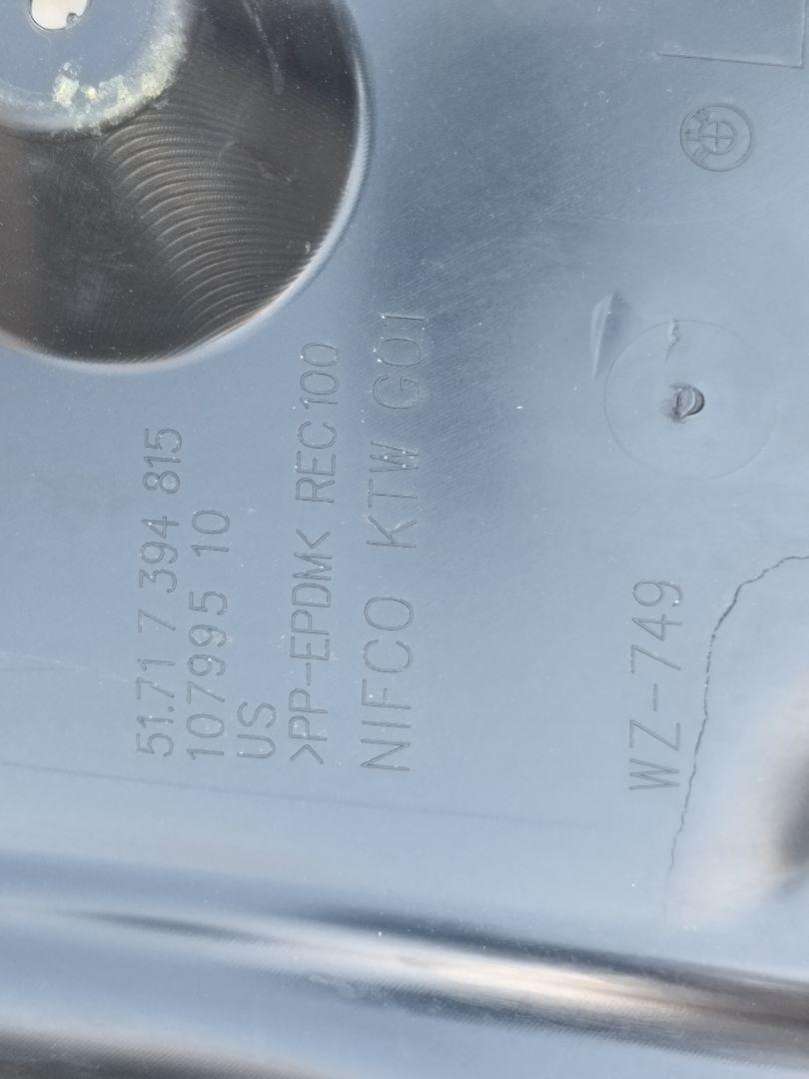 51.71 7 394 815
107995 10
US
>PP-EPDM< REC100
NIFCO KTW G01
WZ-749